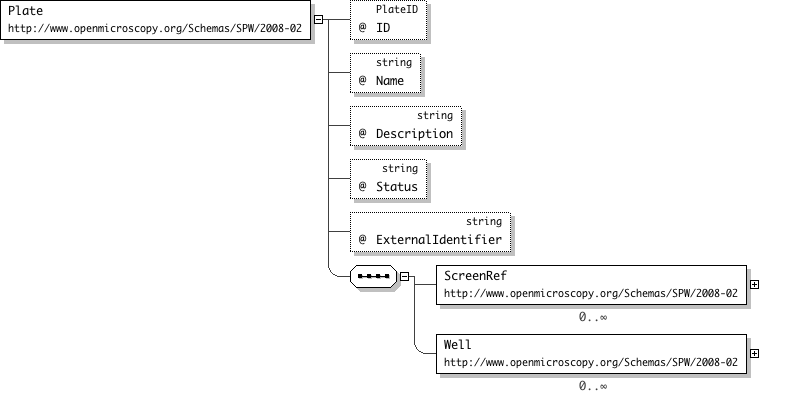 Plate
http://www.openmicroscopy.org/Schemas/SPW/2008-02
PlateID
@ ID
string
@ Name
string
@ Description
string
@ Status
string
@ ExternalIdentifier
ScreenRef
http://www.openmicroscopy.org/Schemas/SPW/2008-02
0..∞
Well
http://www.openmicroscopy.org/Schemas/SPW/2008-02
0..∞